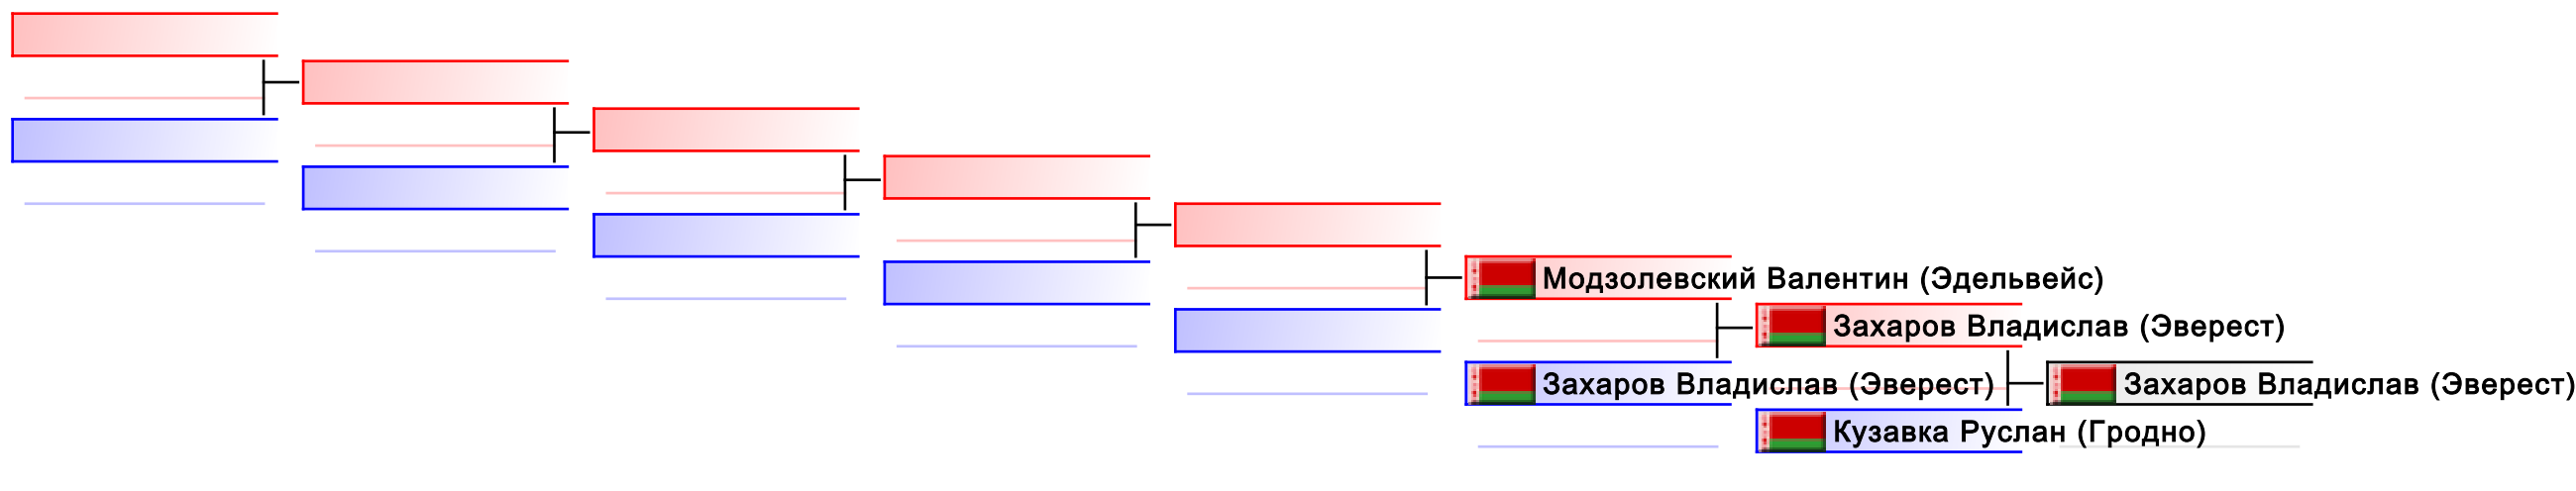 Модзолевский Валентин (Эдельвейс)
Захаров Владислав (Эверест)
Захаров Владислав (Эверест)
Захаров Владислав (Эверест)
Кузавка Руслан (Гродно)